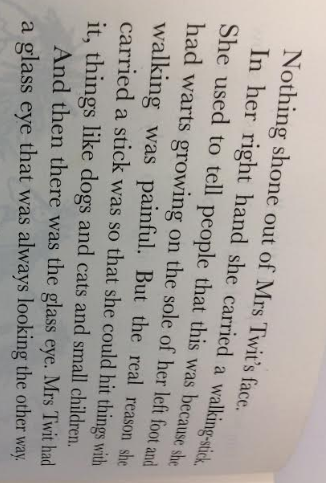 Nothing shone out of Mrs Twit's face.
In her right hand she carried a walking-stick.
She used to tell people that this was because she
had warts growing on the sole of her left foot and
walking was painful. But the real reason she
carried a stick was so that she could hit things with
it, things like dogs and cats and small children.
And then there was the glass eye. Mrs Twit had
a glass eye that was always looking the other way.